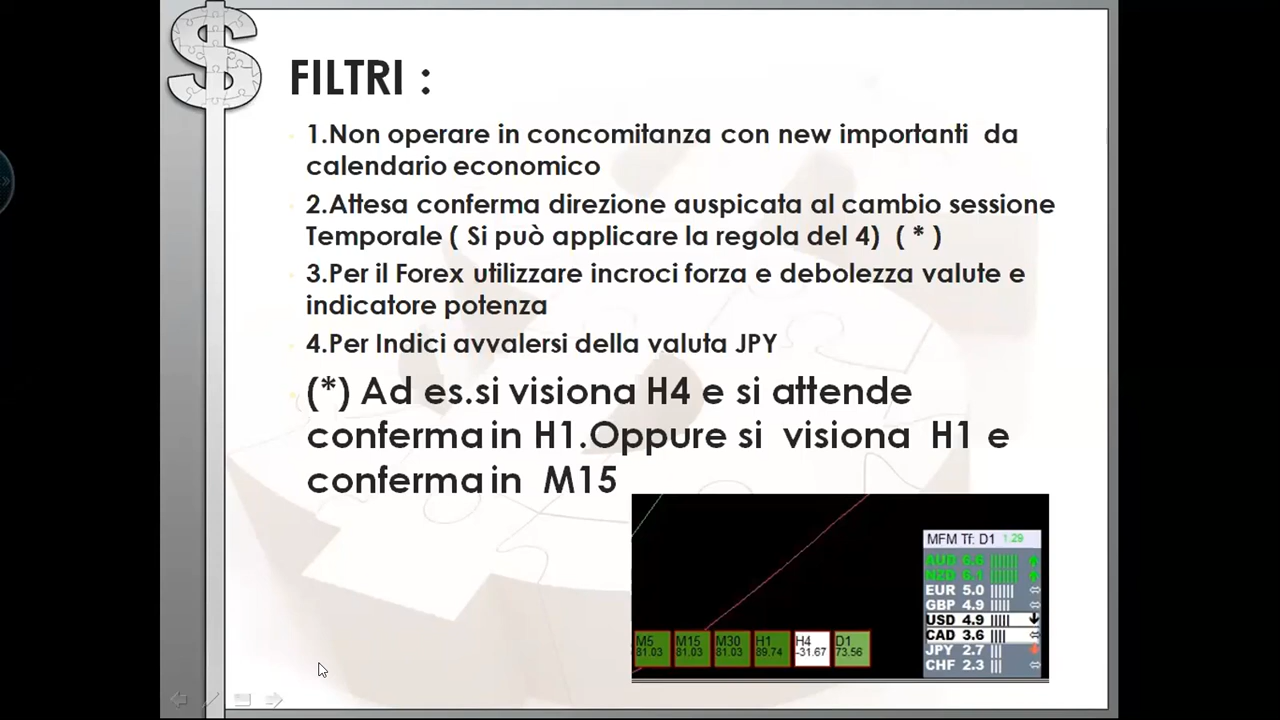 FILTRI :
1.Non operare in concomitanza con new importanti da
calendario economico
2.Attesa conferma direzione auspicata al cambio sessione
Temporale ( Si può applicare la regola del 4) ( * )
3.Per il Forex utilizzare incroci forza e debolezza valute e
indicatore potenza
4.Per Indici avvalersi della valuta JPY
(*) Ad es.si visiona H4 e si attende
conferma in H1.Oppure si visiona H1 e
conferma in M15
MFM Tf: D1 1.29
AUD 6.6
NZD 6.1
EUR 5.0
GBP 4.9
USD 4.9
CAD 3.6
JPY 2.7
CHF 2.3
M5 M15 M30 H1 H4 D1
81.03 81.03 81.03 89.74 -31.67 73.56